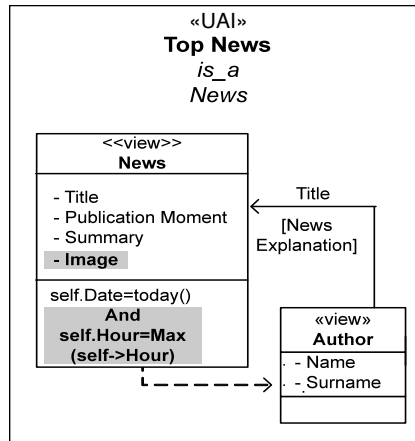 «UAI»
Top News
is_a
News
<<view>>
News
- Title
- Publication Moment
- Summary
- Image
self.Date=today()
And
self.Hour=Max
(self->Hour)
Title
[News
Explanation]
«view»
Author
- Name
- Surname